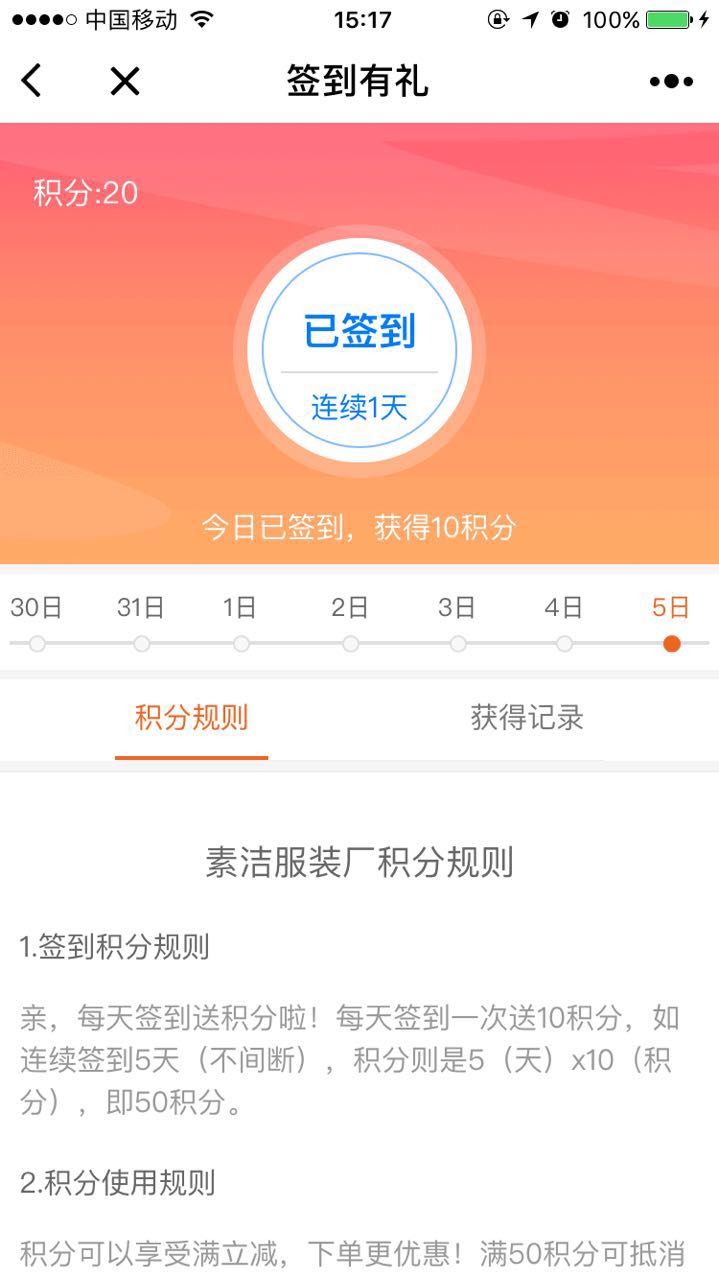 中国移动 15:17 100%
签到有礼
积分:20
已签到
连续1天
今日已签到，获得10积分
30日 31日 1日 2日 3日 4日 5日
积分规则 获得记录
素洁服装厂积分规则
1.签到积分规则
亲，每天签到送积分啦！每天签到一次送10积分，如
连续签到5天（不间断），积分则是5（天）x10（积
分），即50积分。
2.积分使用规则
积分可以享受满立减，下单更优惠！满50积分可抵消